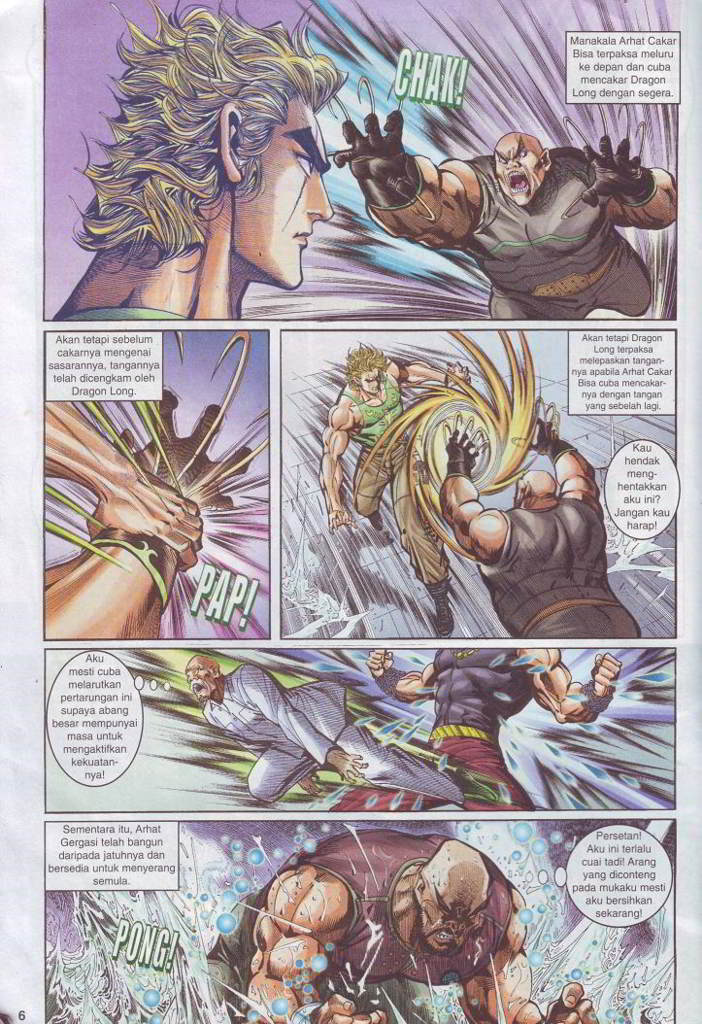 Manakala Arhat Cakar
Bisa terpaksa meluru
ke depan dan cuba
mencakar Dragon
Long dengan segera.
CHAK!
Akan tetapi sebelum
cakarnya mengenai
sasarannya, tangannya
telah dicengkam oleh
Dragon Long.
PAP!
Akan tetapi Dragon
Long terpaksa
melepaskan tangan-
nya apabila Arhat Cakar
Bisa cuba mencakar-
nya dengan tangan
yang sebelah lagi.
Kau
hendak
meng-
hentakkan
aku ini?
Jangan kau
harap!
Aku
mesti cuba
melarutkan
pertarungan ini
supaya abang
besar mempunyai
masa untuk
mengaktifkan
kekuatan-
nya!
Sementara itu, Arhat
Gergasi telah bangun
daripada jatuhnya dan
bersedia untuk menyerang
semula.
PONG!
Persetan!
Aku ini terlalu
cuai tadi! Arang
yang diconteng
pada mukaku mesti
aku bersihkan
sekarang!
6